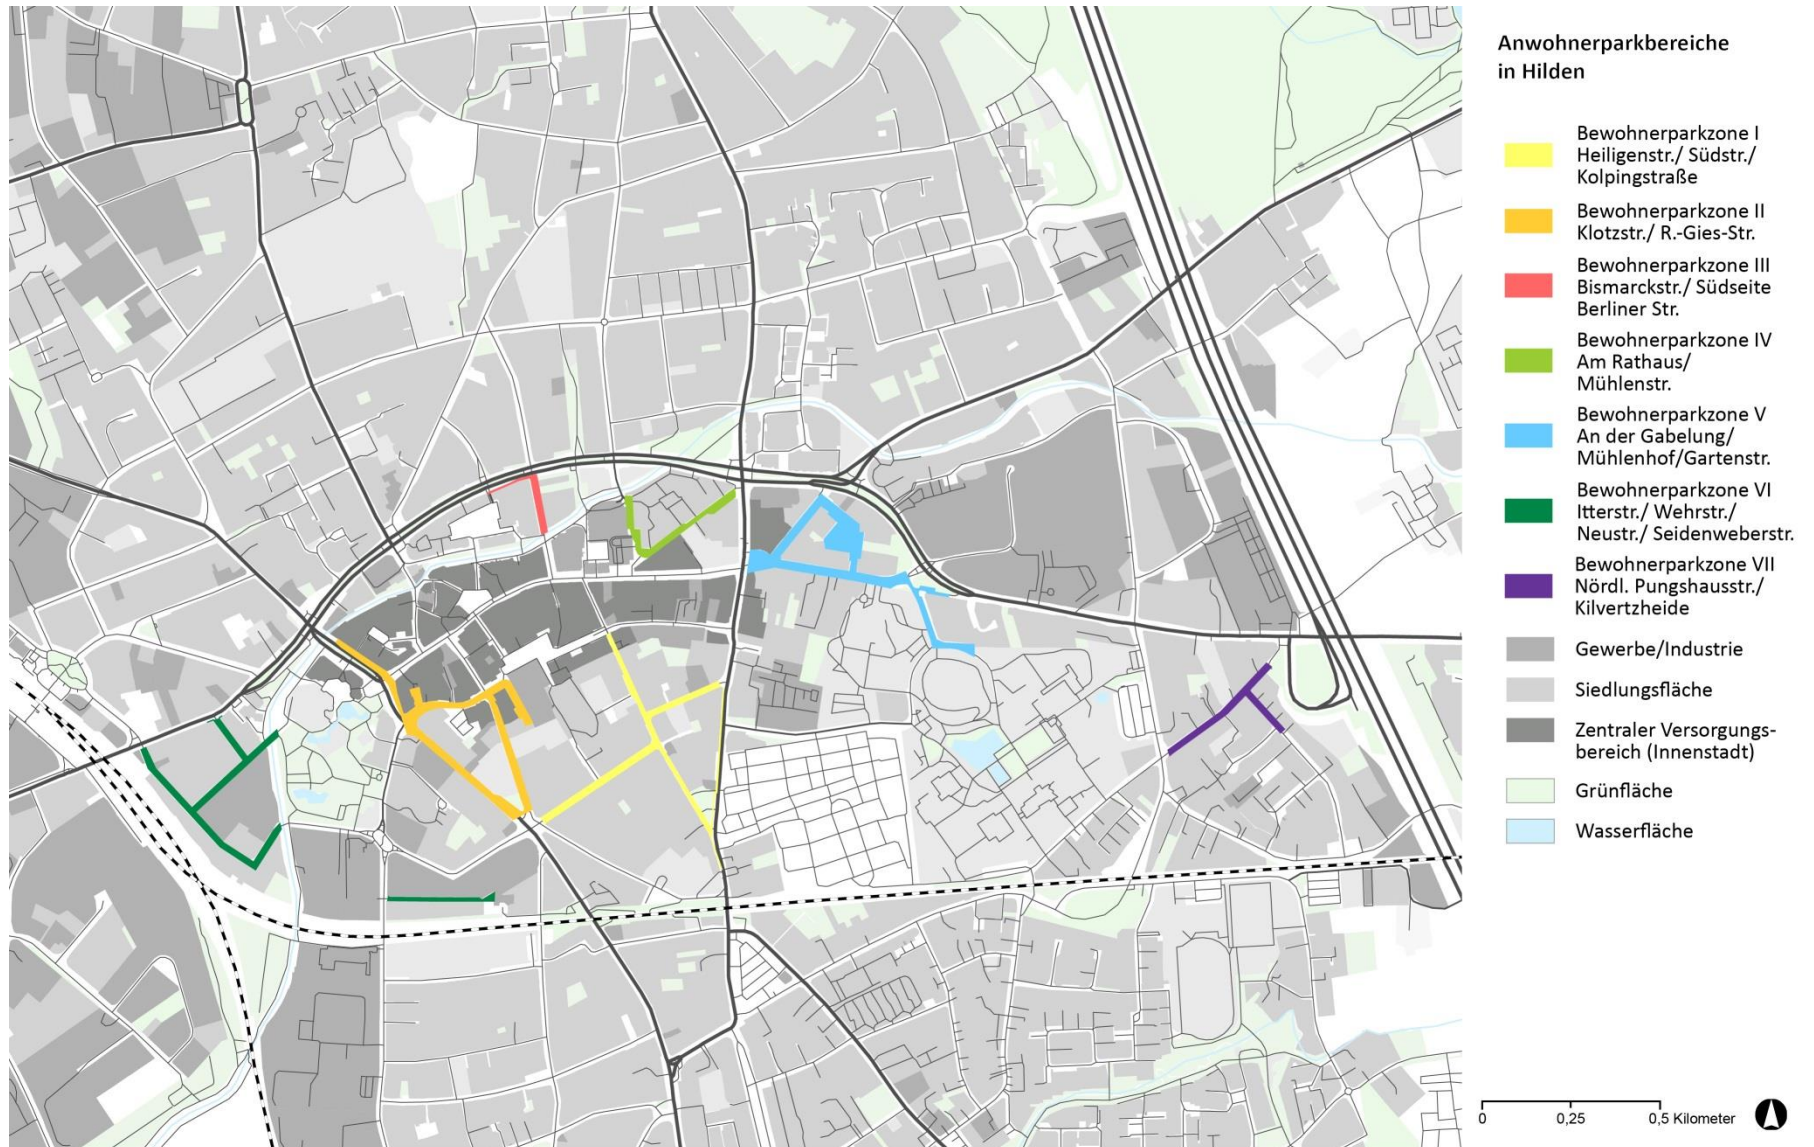 Anwohnerparkbereiche
in Hilden
Bewohnerparkzone I
Heiligenstr./ Südstr./
Kolpingstraße
Bewohnerparkzone II
Klotzstr./ R.-Gies-Str.
Bewohnerparkzone III
Bismarckstr./ Südseite
Berliner Str.
Bewohnerparkzone IV
Am Rathaus/
Mühlenstr.
Bewohnerparkzone V
An der Gabelung/
Mühlenhof/Gartenstr.
Bewohnerparkzone VI
Itterstr./ Wehrstr./
Neustr./ Seidenweberstr.
Bewohnerparkzone VII
Nördl. Pungshausstr./
Kilvertzheide
Gewerbe/Industrie
Siedlungsfläche
Zentraler Versorgungs-
bereich (Innenstadt)
Grünfläche
Wasserfläche
0 0,25 0,5 Kilometer